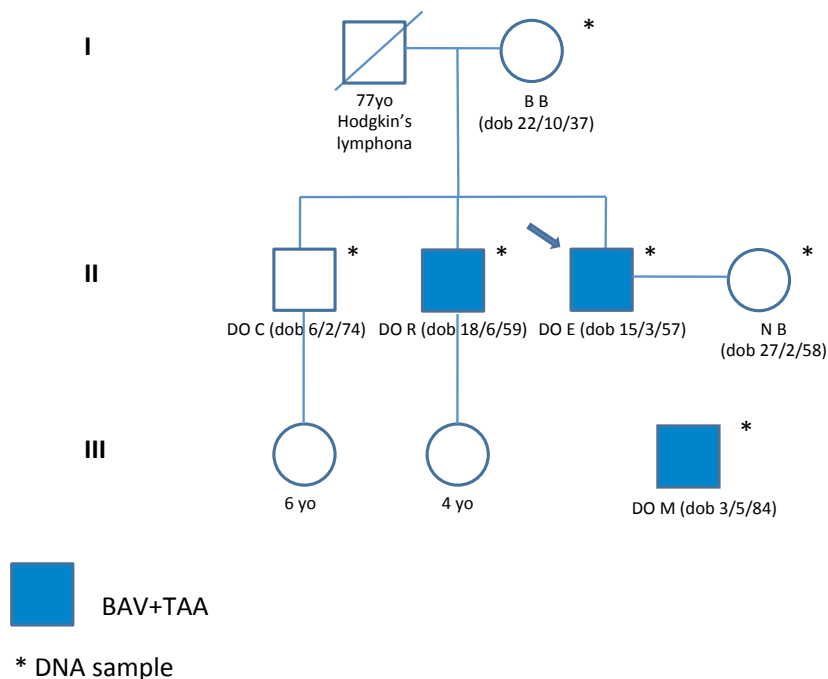 I
*
77yo
Hodgkin's
lymphona
B B
(dob 22/10/37)
II
* * * *
DO C (dob 6/2/74) DO R (dob 18/6/59) DO E (dob 15/3/57) N B
(dob 27/2/58)
III
*
6 yo 4 yo DO M (dob 3/5/84)
BAV+TAA
* DNA sample